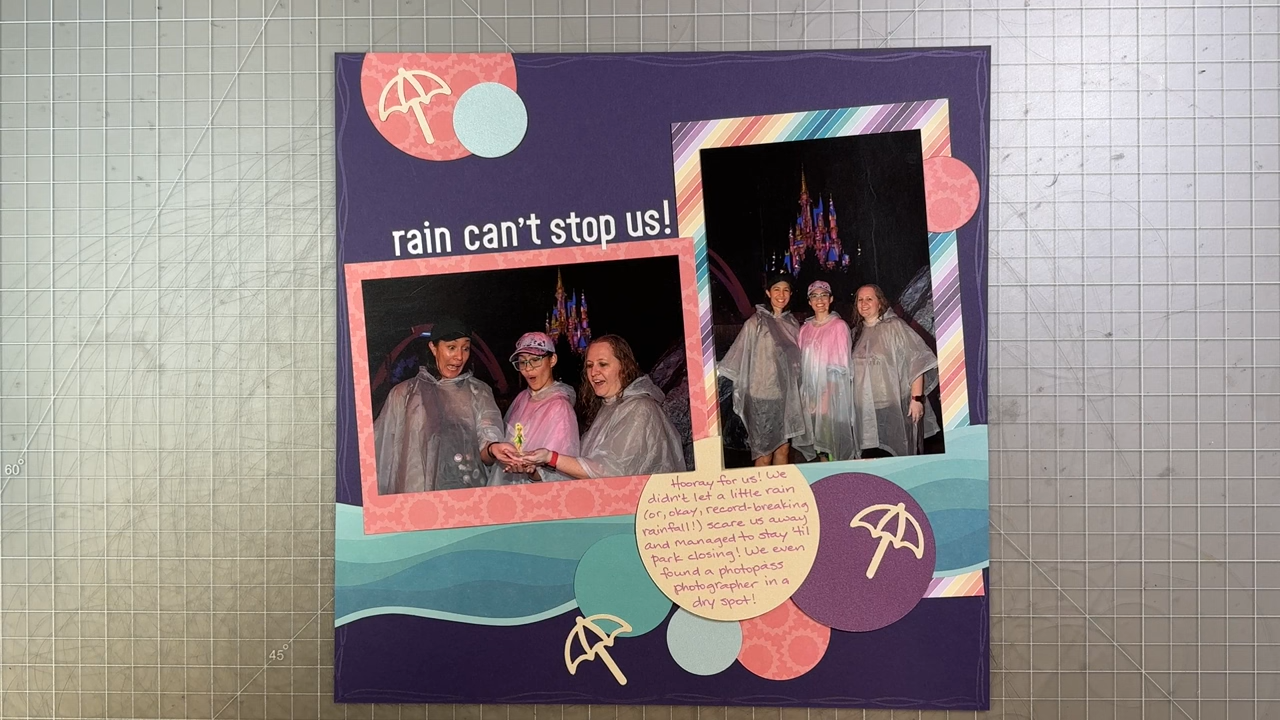 rain can't stop us!
Hooray for us! We
didn't let a little rain
(or, okay, record-breaking
rainfall!) scare us away
and managed to stay 'til
park closing! We even
found a photopass
photographer in a
dry spot!
60°
45°